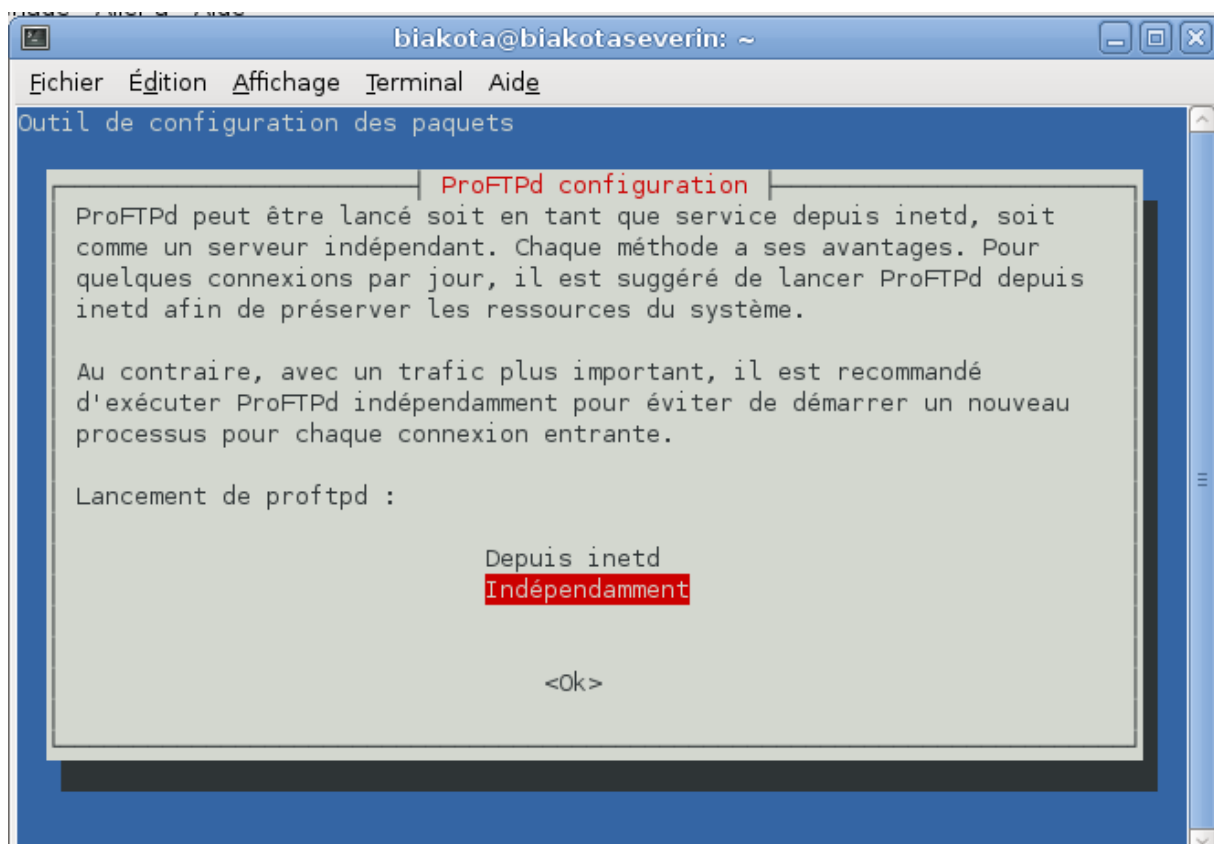 biakota@biakotaseverin: ~
Fichier Édition Affichage Terminal Aide
Outil de configuration des paquets
ProFTPd configuration
ProFTPd peut être lancé soit en tant que service depuis inetd, soit
comme un serveur indépendant. Chaque méthode a ses avantages. Pour
quelques connexions par jour, il est suggéré de lancer ProFTPd depuis
inetd afin de préserver les ressources du système.
Au contraire, avec un trafic plus important, il est recommandé
d'exécuter ProFTPd indépendamment pour éviter de démarrer un nouveau
processus pour chaque connexion entrante.
Lancement de proftpd :
Depuis inetd
Indépendamment
<Ok>